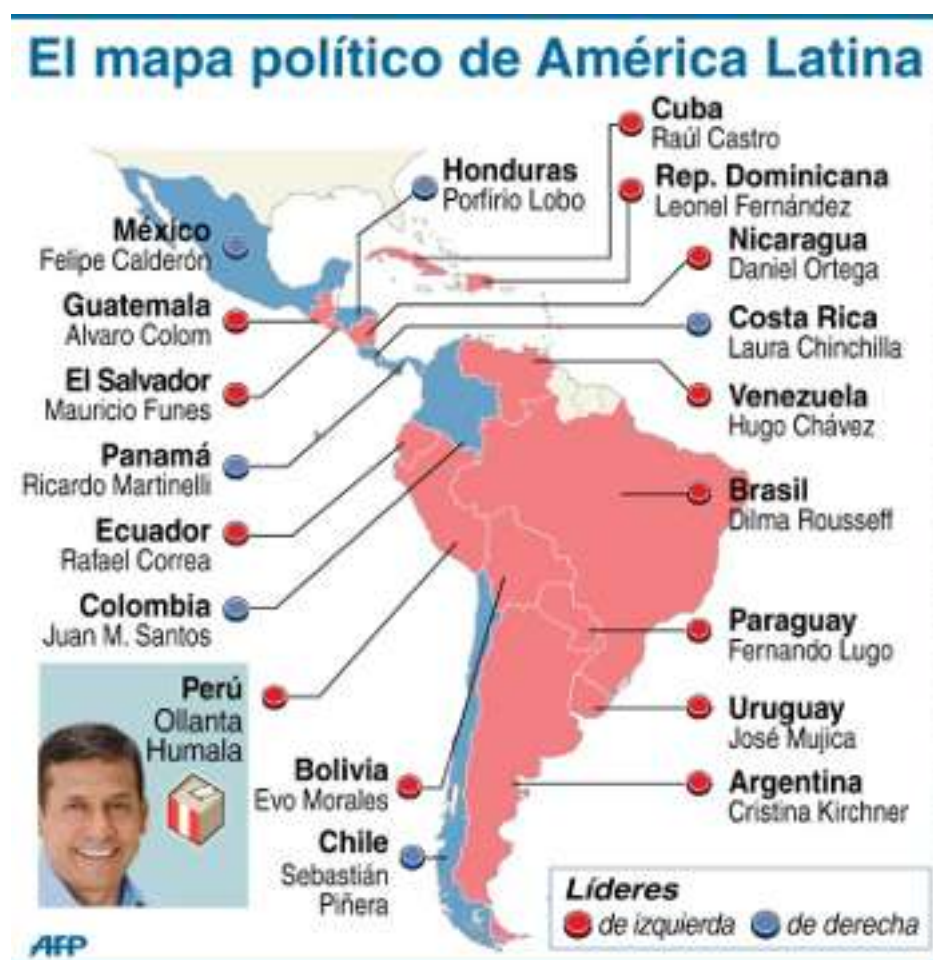 El mapa político de América Latina
Cuba
Raúl Castro
Honduras
Porfirio Lobo
Rep. Dominicana
Leonel Fernández
México
Felipe Calderón
Nicaragua
Daniel Ortega
Guatemala
Alvaro Colom
Costa Rica
Laura Chinchilla
El Salvador
Mauricio Funes
Venezuela
Hugo Chávez
Panamá
Ricardo Martinelli
Brasil
Dilma Rousseff
Ecuador
Rafael Correa
Colombia
Juan M. Santos
Paraguay
Fernando Lugo
Perú
Ollanta
Humala
Uruguay
José Mujica
Bolivia
Evo Morales
Argentina
Cristina Kirchner
Chile
Sebastián
Piñera
Líderes
de izquierda de derecha
AFP